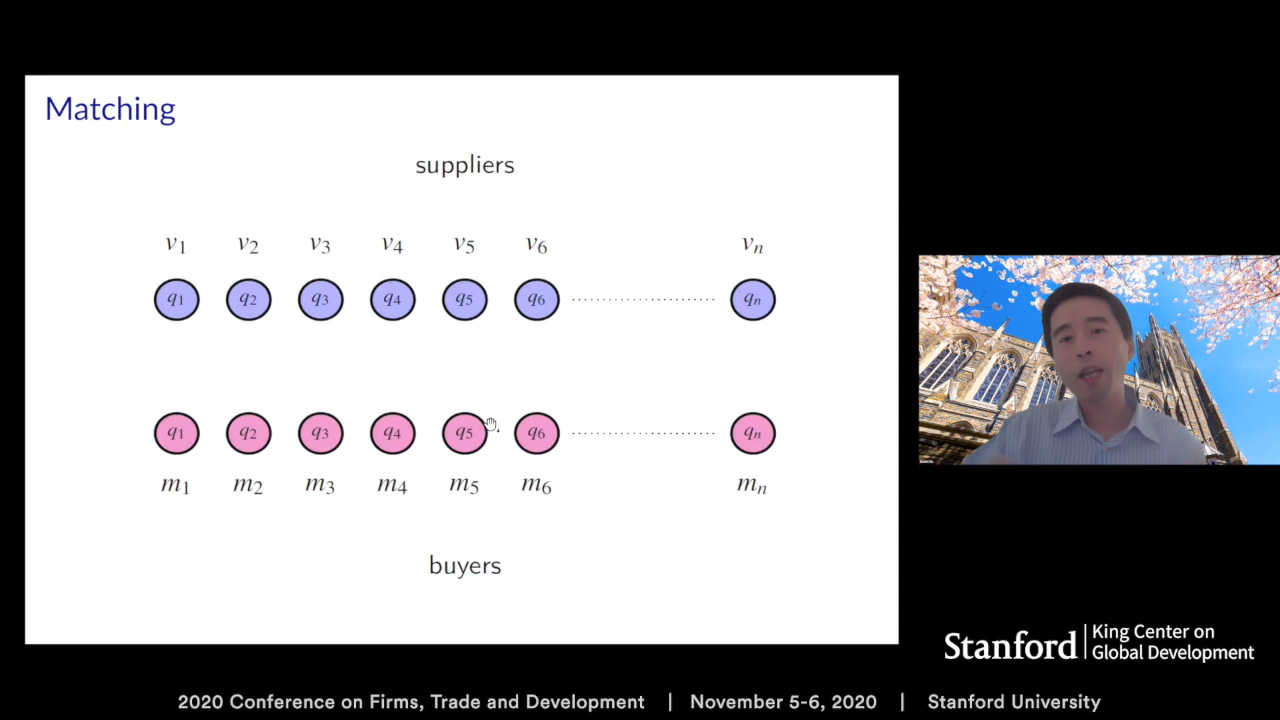 Matching
suppliers
v1 v2 v3 v4 v5 v6 vn
q1 q2 q3 q4 q5 q6 qn
q1 q2 q3 q4 q5 q6 qn
m1 m2 m3 m4 m5 m6 mn
buyers
Stanford
King Center on
Global Development
2020 Conference on Firms, Trade and Development | November 5-6, 2020 | Stanford University